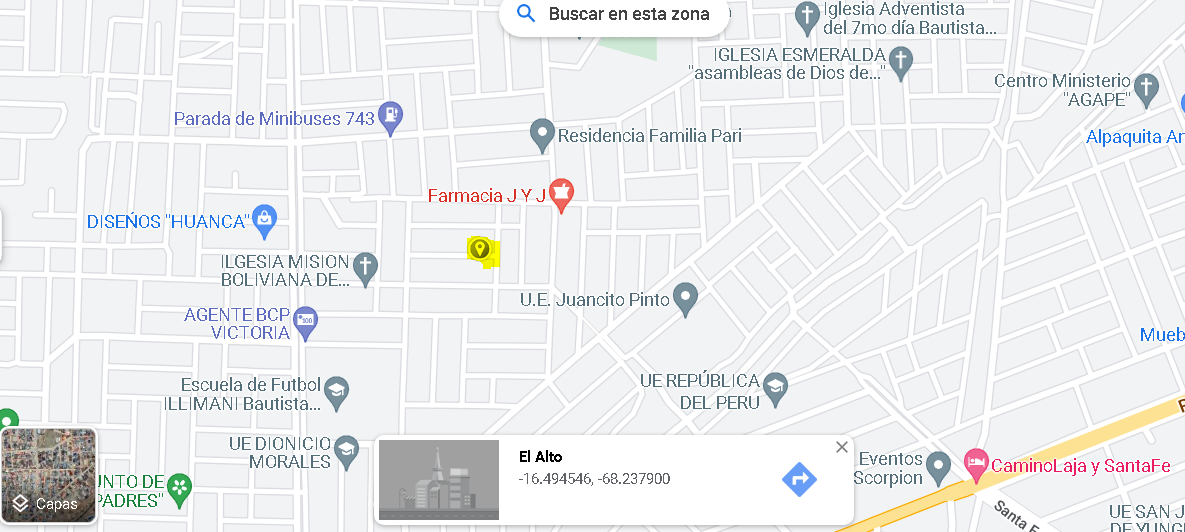 Buscar en esta zona
Iglesia Adventista
del 7mo día Bautista...
IGLESIA ESMERALDA
"asambleas de Dios de..."
Centro Ministerio
"AGAPE"
Parada de Minibuses 743
Residencia Familia Pari
Alpaquita Ar
Farmacia J Y J
DISEÑOS "HUANCA"
ILGESIA MISION
BOLIVIANA DE...
U.E. Juancito Pinto
AGENTE BCP
VICTORIA
Mueb
Escuela de Futbol
ILLIMANI Bautista...
UE REPÚBLICA
DEL PERU
UE DIONICIO
MORALES
El Alto
-16.494546, -68.237900
Eventos
Scorpion
CaminoLaja y SantaFe
UNTO DE
PADRES"
Capas
Santa F
UE SAN J
DE YUNG